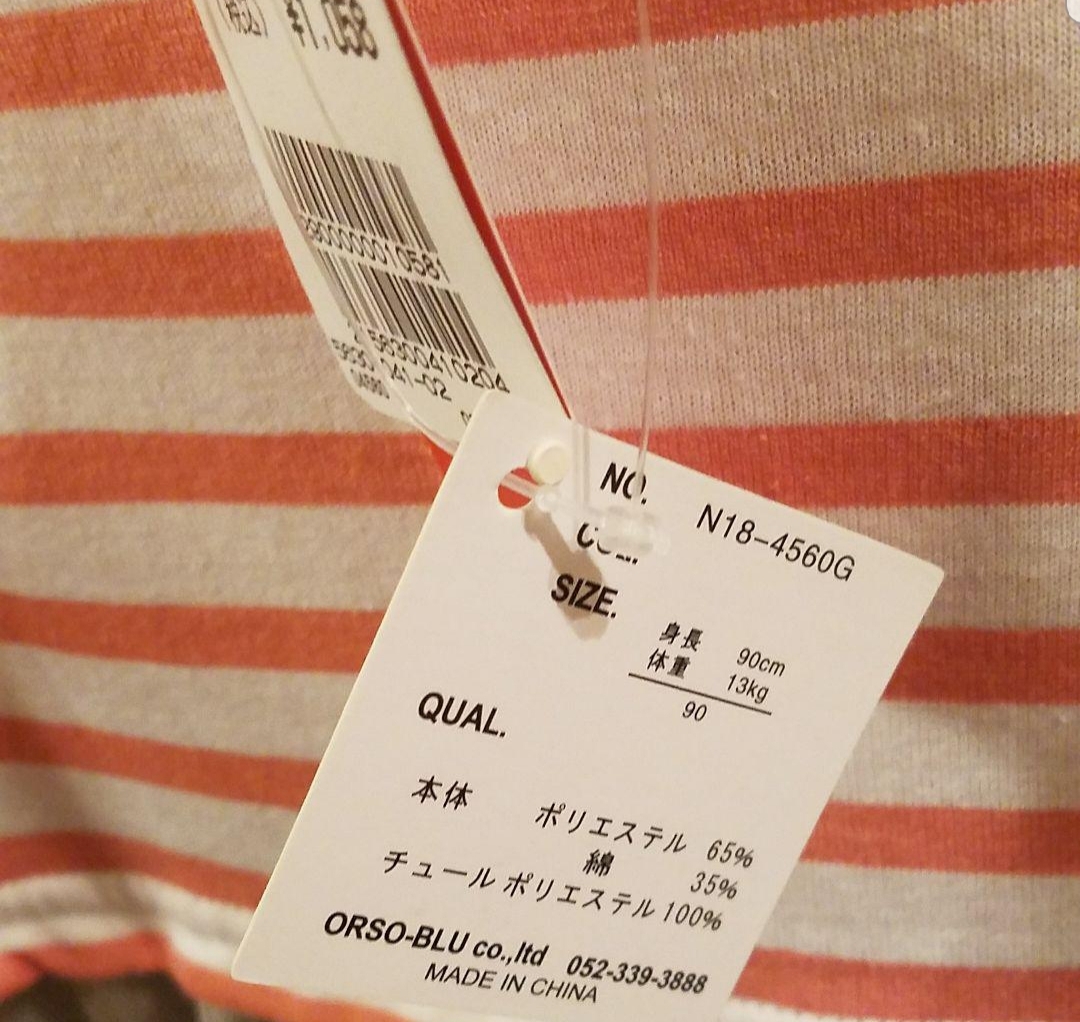 (税込) ¥1,058
NO. N18-4560G
SIZE.
身長 90cm
体重 13kg
90
QUAL.
本体 ポリエステル 65%
綿 35%
チュール ポリエステル 100%
ORSO-BLU co.,ltd 052-339-3888
MADE IN CHINA